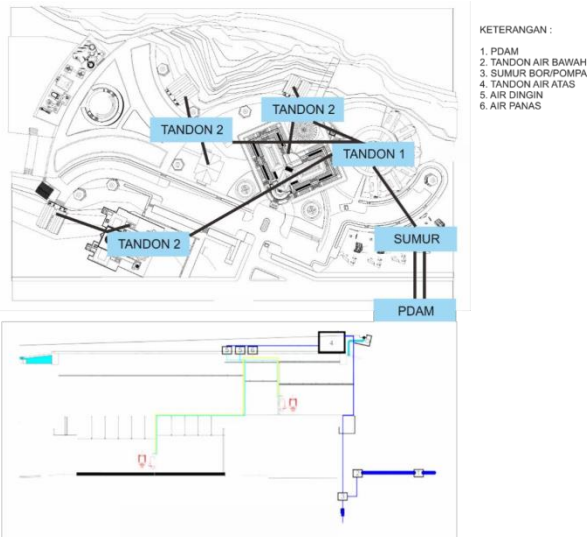 KETERANGAN :
1. PDAM
2. TANDON AIR BAWAH
3. SUMUR BOR/POMPA
4. TANDON AIR ATAS
5. AIR DINGIN
6. AIR PANAS
TANDON 2
TANDON 2
TANDON 1
TANDON 2
SUMUR
PDAM
4